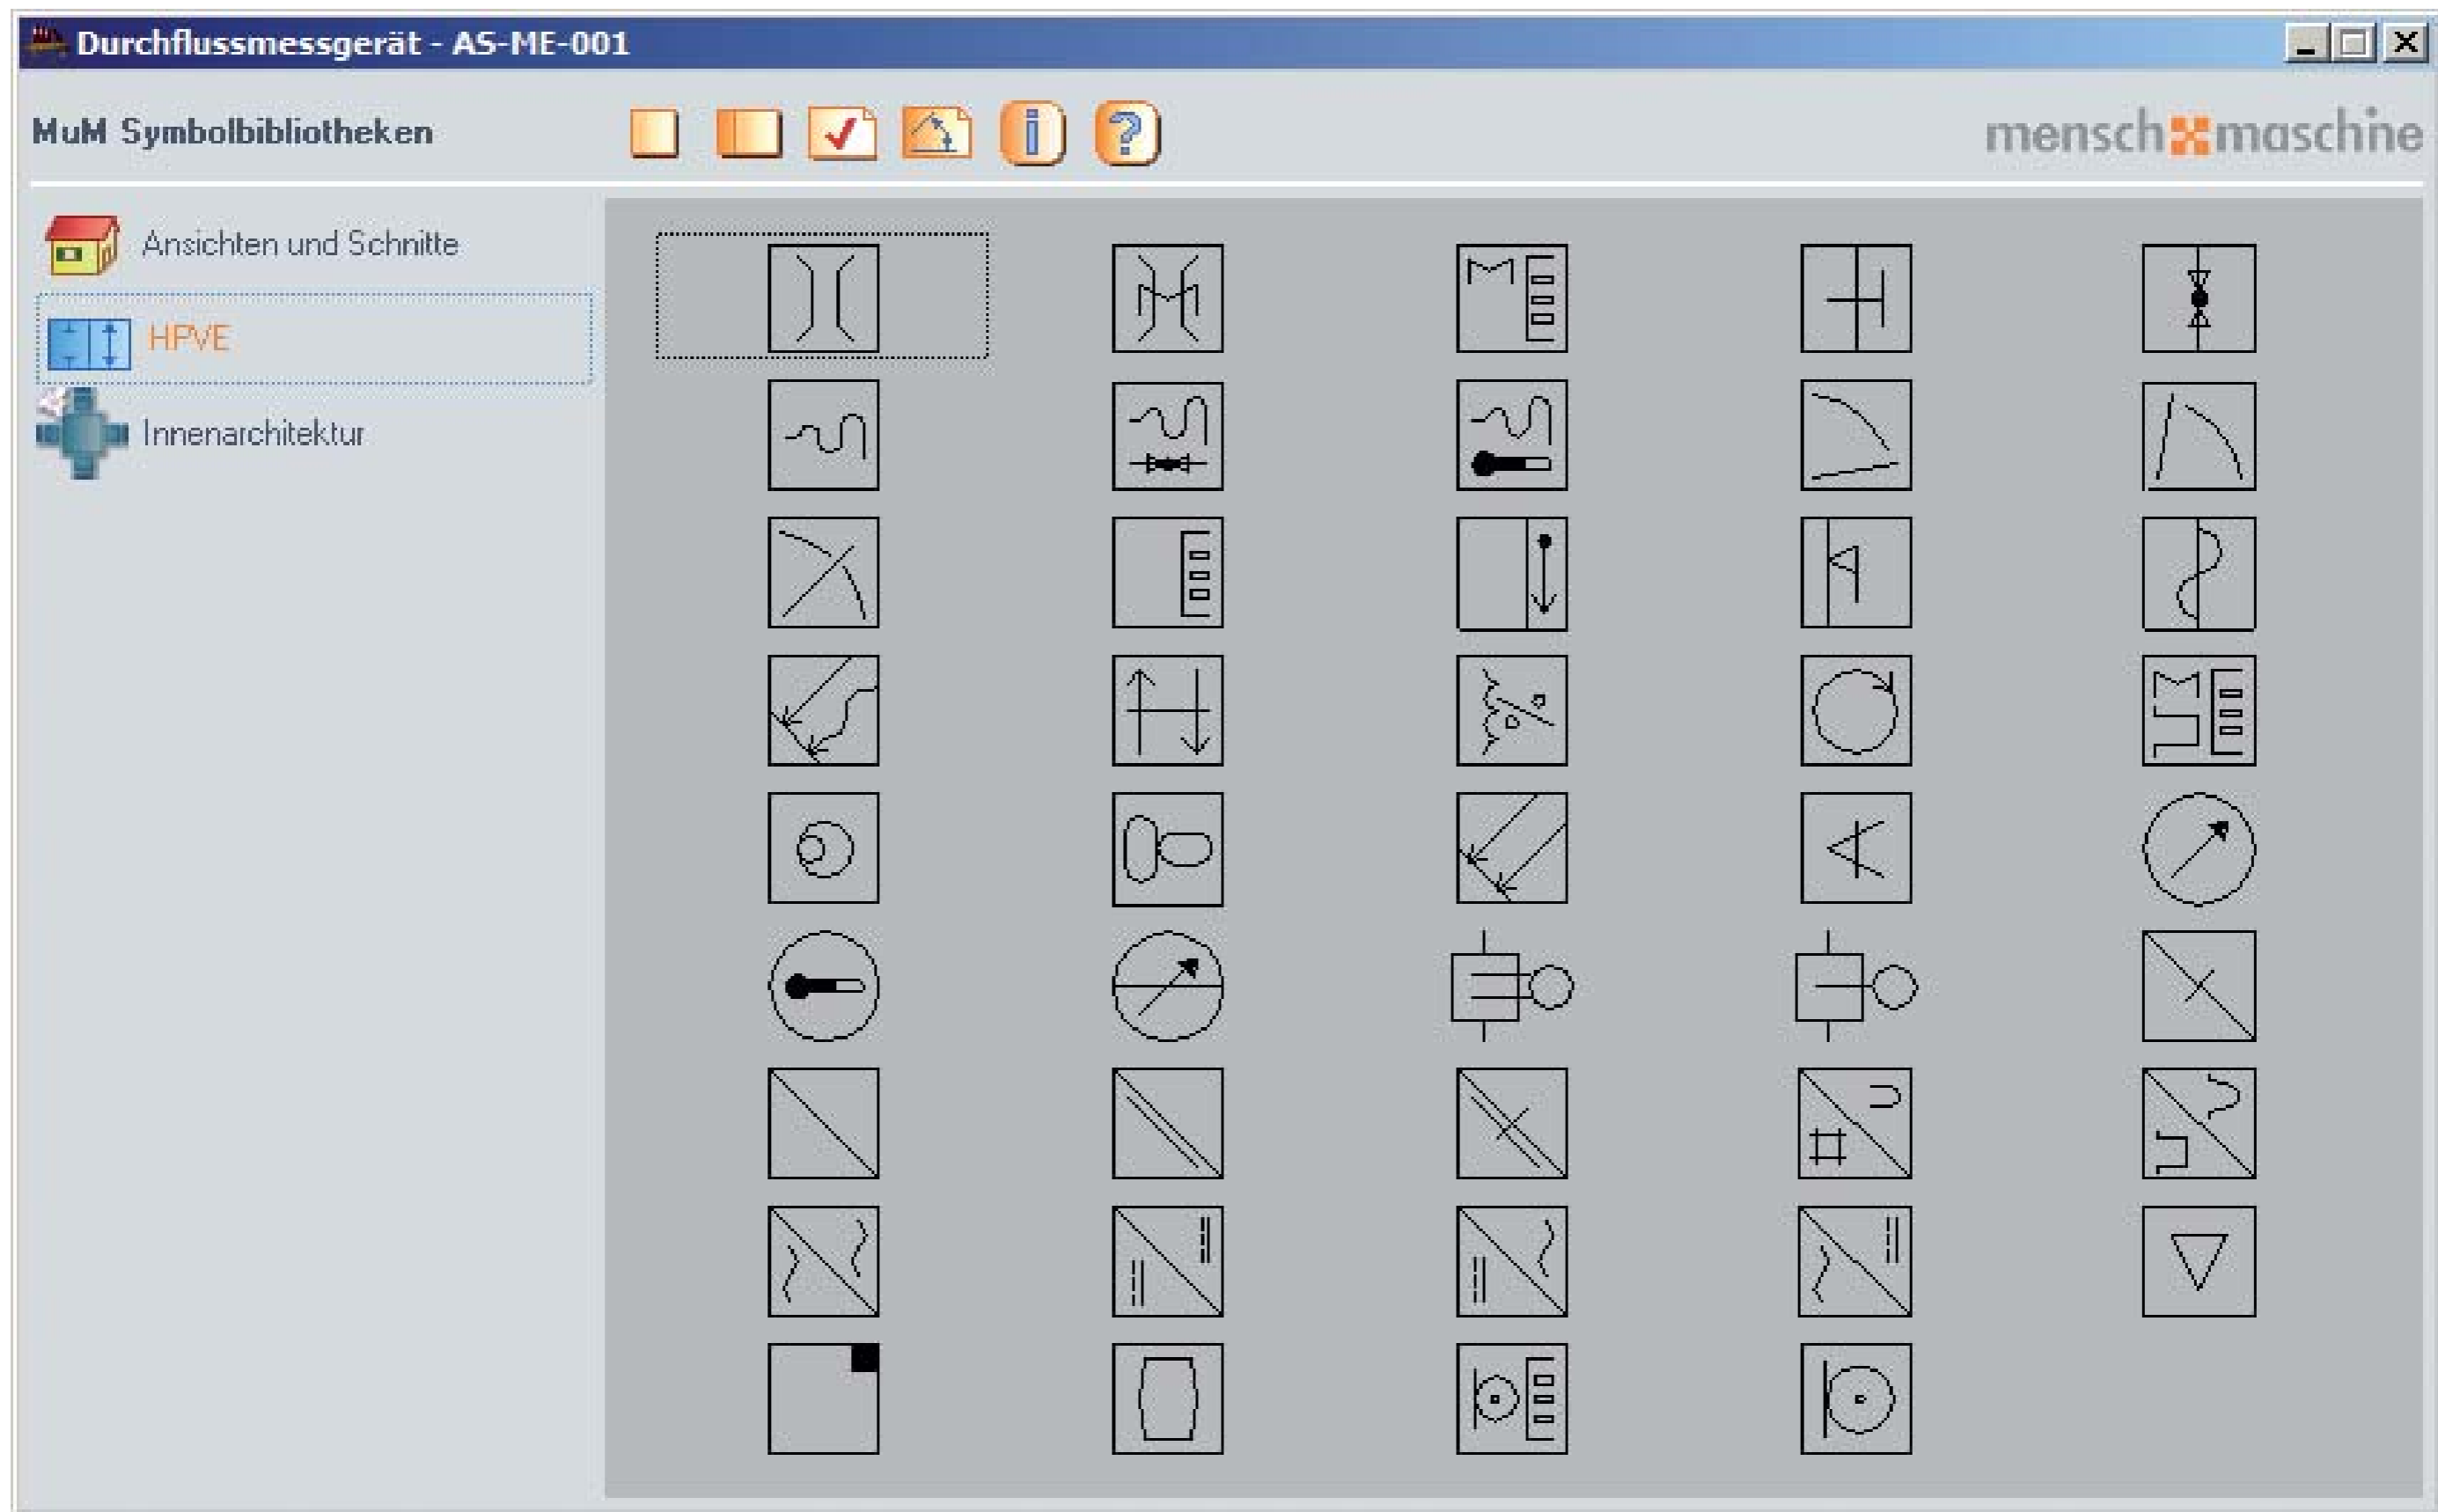 Durchflussmessgerät - AS-ME-001
MuM Symbolbibliotheken
mensch maschine
Ansichten und Schnitte
HPVE
Innenarchitektur